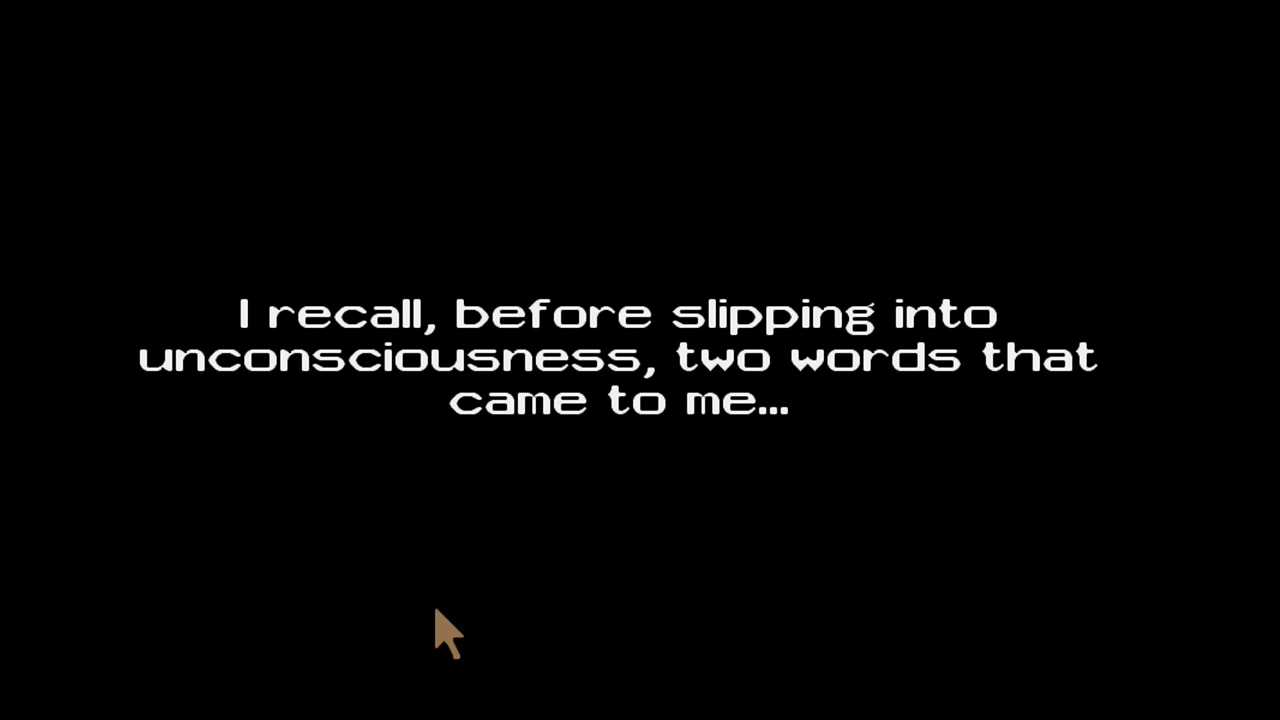 I recall, before slipping into
unconsciousness, two words that
came to me...